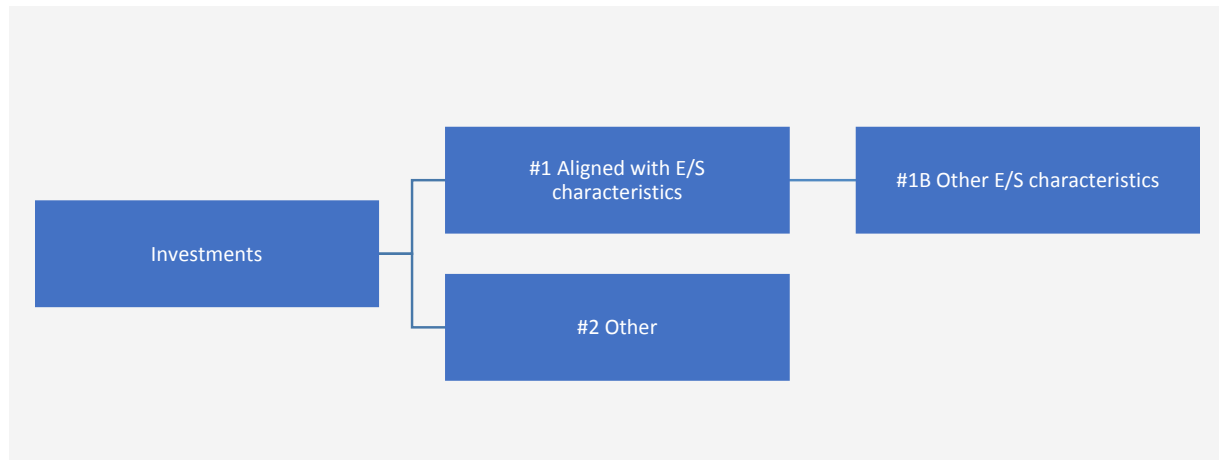 #1 Aligned with E/S
characteristics
#1B Other E/S characteristics
Investments
#2 Other